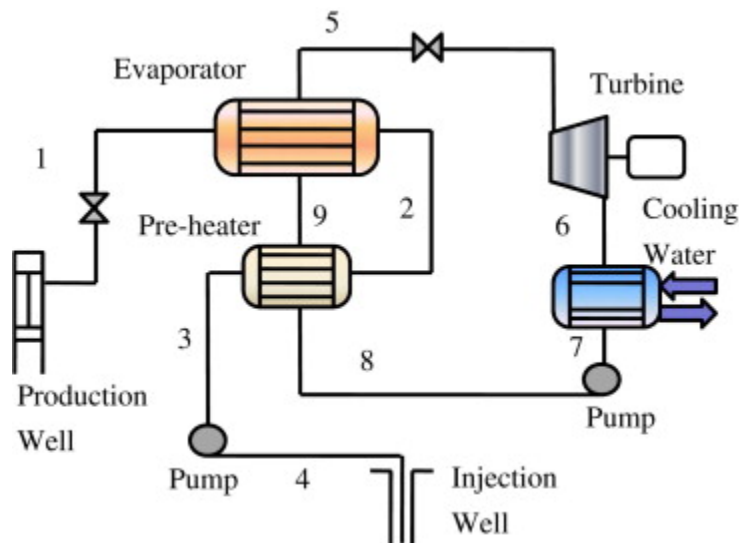 5
Evaporator
Turbine
1
Pre-heater
9
2
6
Cooling
Water
3
8
7
Production
Well
Pump
Pump
4
Injection
Well